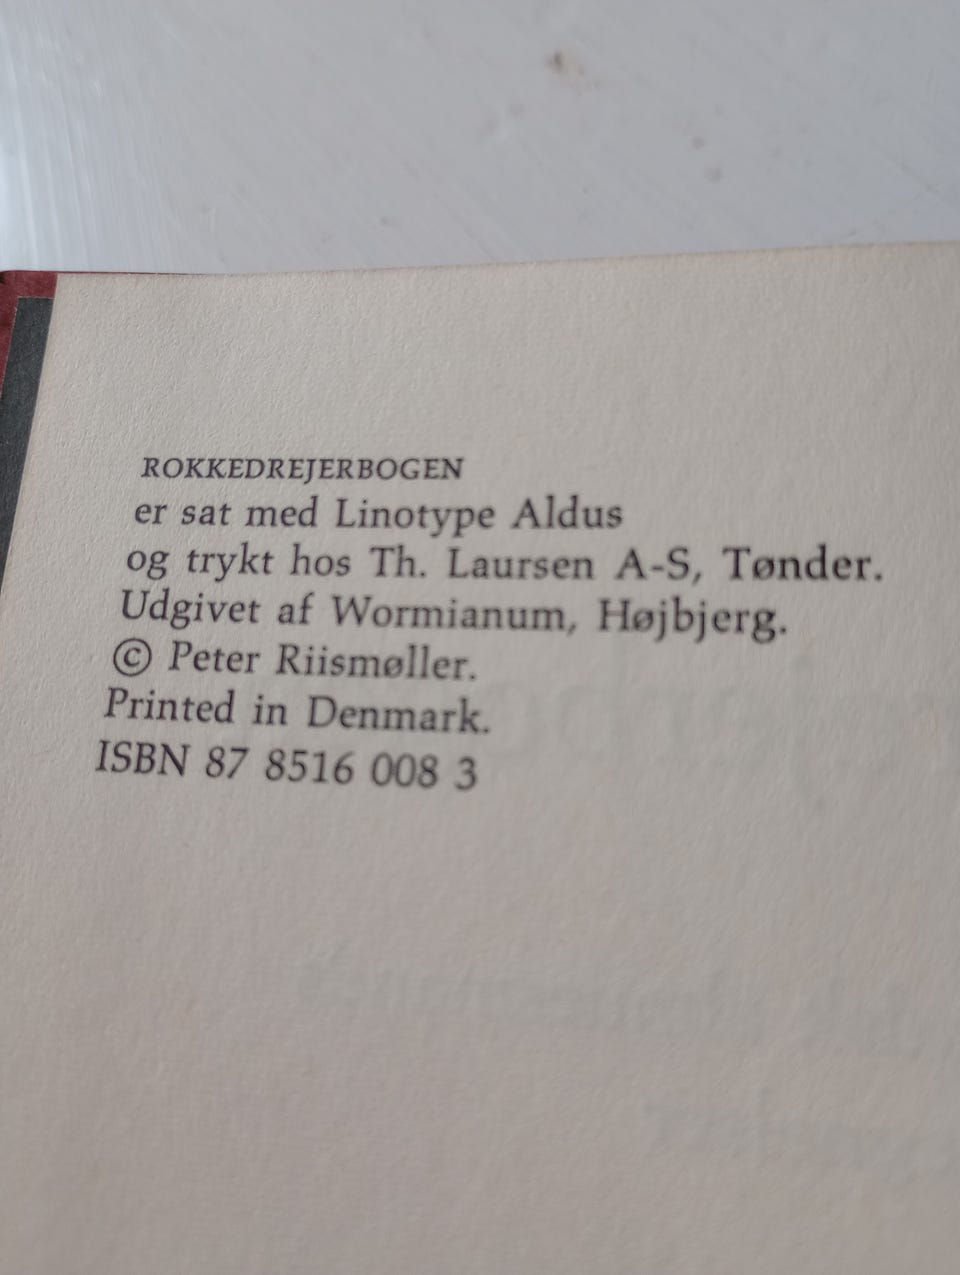 ROKKEDREJERBOGEN
er sat med Linotype Aldus
og trykt hos Th. Laursen A-S, Tønder.
Udgivet af Wormianum, Højbjerg.
© Peter Riismøller.
Printed in Denmark.
ISBN 87 8516 008 3